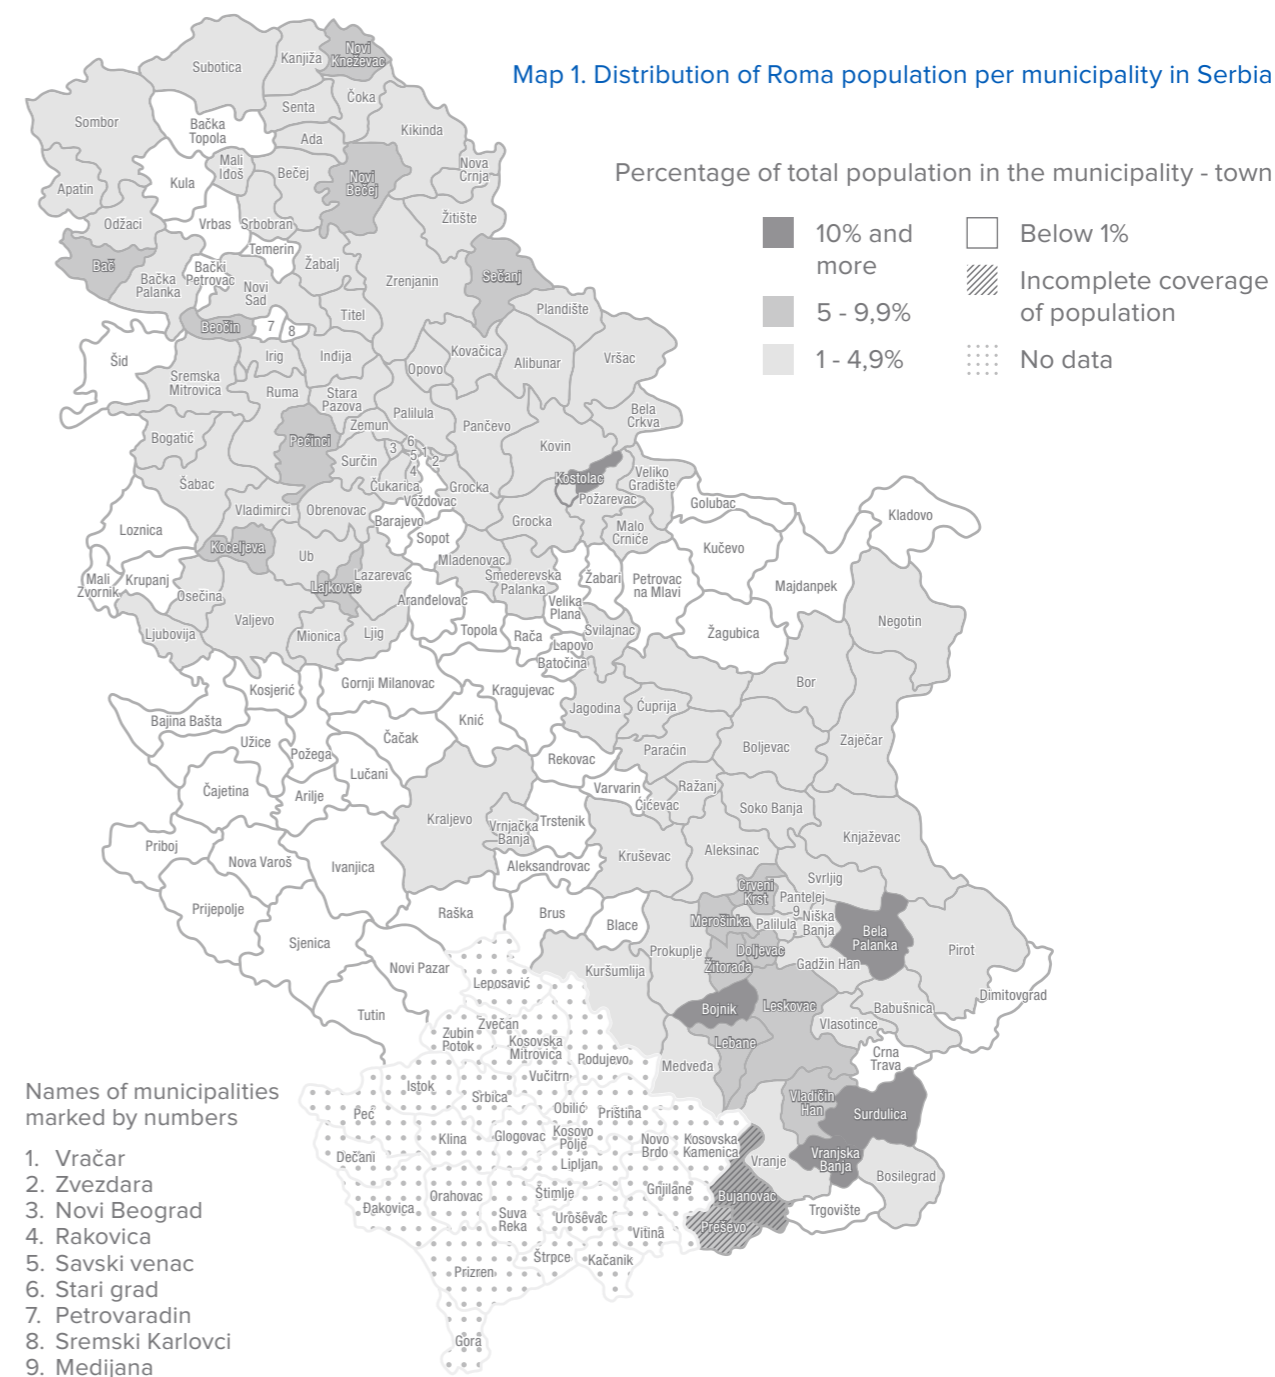 Map 1. Distribution of Roma population per municipality in Serbia
Percentage of total population in the municipality - town
10% and
more
5 - 9,9%
1 - 4,9%
Below 1%
Incomplete coverage
of population
No data
Novi
Kneževac
Subotica
Kanjiža
Čoka
Senta
Sombor
Bačka
Topola
Ada
Kikinda
Mali
Iđoš
Bečej
Novi
Bečej
Nova
Crnja
Apatin
Kula
Odžaci
Vrbas
Srbobran
Žitište
Temerin
Bač
Bačka
Palanka
Bački
Petrovac
Novi
Sad
Žabalj
Zrenjanin
Sečanj
Plandište
Titel
Beočin
7
8
Šid
Irig
Inđija
Opovo
Kovačica
Alibunar
Vršac
Sremska
Mitrovica
Ruma
Stara
Pazova
Palilula
Bela
Crkva
Zemun
Pančevo
Bogatić
Pećinci
3
6
5
1
2
4
Surčin
Kovin
Kostolac
Veliko
Gradište
Šabac
Čukarica
Voždovac
Grocka
Požarevac
Golubac
Vladimirci
Obrenovac
Barajevo
Grocka
Malo
Crniće
Kladovo
Loznica
Sopot
Kučevo
Koceljeva
Ub
Mladenovac
Mali
Zvornik
Krupanj
Lajkovac
Lazarevac
Smederevska
Palanka
Žabari
Petrovac
na Mlavi
Majdanpek
Osečina
Aranđelovac
Velika
Plana
Ljubovija
Valjevo
Mionica
Ljig
Topola
Rača
Svilajnac
Žagubica
Negotin
Lapovo
Batočina
Kosjerić
Gornji Milanovac
Kragujevac
Bor
Bajina Bašta
Knić
Jagodina
Ćuprija
Užice
Požega
Čačak
Paraćin
Boljevac
Zaječar
Lučani
Rekovac
Čajetina
Arilje
Varvarin
Ražanj
Ćićevac
Soko Banja
Kraljevo
Vrnjačka
Banja
Trstenik
Knjaževac
Priboj
Nova Varoš
Ivanjica
Aleksandrovac
Kruševac
Aleksinac
Svrljig
Crveni
Krst
Pantelej
Prijepolje
Raška
Brus
Blace
Merošinka
Palilula
9
Niška
Banja
Bela
Palanka
Sjenica
Prokuplje
Doljevac
Žitorađa
Gadžin Han
Pirot
Novi Pazar
Kuršumlija
Leposavić
Dimitovgrad
Tutin
Bojnik
Leskovac
Babušnica
Zubin
Potok
Zvečan
Kosovska
Mitrovica
Vlasotince
Lebane
Podujevo
Medveđa
Crna
Trava
Istok
Vučitrn
Srbica
Vladičin
Han
Names of municipalities
marked by numbers
Peć
Obilić
Priština
Surdulica
Klina
Glogovac
Kosovo
Polje
Novo
Brdo
Kosovska
Kamenica
Dečani
Lipljan
Vranje
Vranjska
Banja
Bosilegrad
Orahovac
Štimlje
Gnjilane
Bujanovac
Đakovica
Suva
Reka
Uroševac
Trgovište
Vitina
Preševo
Štrpce
Kačanik
Prizren
Gora
1. Vračar
2. Zvezdara
3. Novi Beograd
4. Rakovica
5. Savski venac
6. Stari grad
7. Petrovaradin
8. Sremski Karlovci
9. Medijana